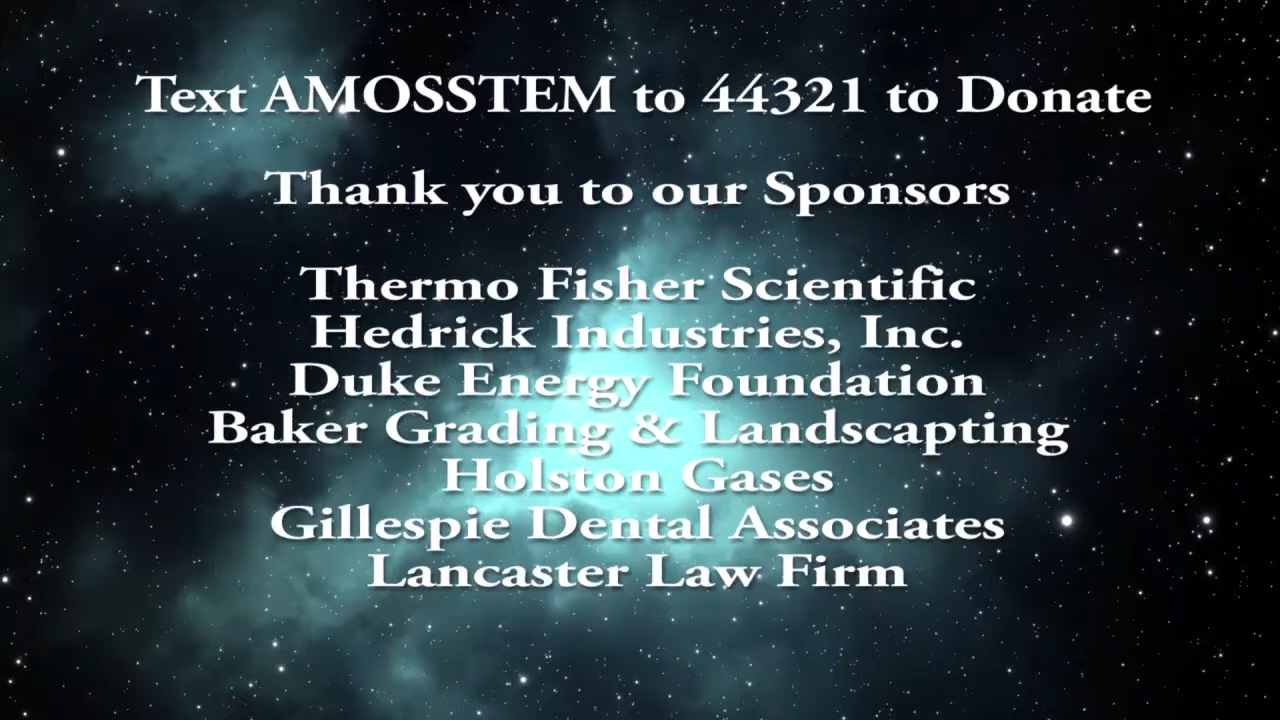 Text AMOSSTEM to 44321 to Donate
Thank you to our Sponsors
Thermo Fisher Scientific
Hedrick Industries, Inc.
Duke Energy Foundation
Baker Grading & Landscapting
Holston Gases
Gillespie Dental Associates
Lancaster Law Firm